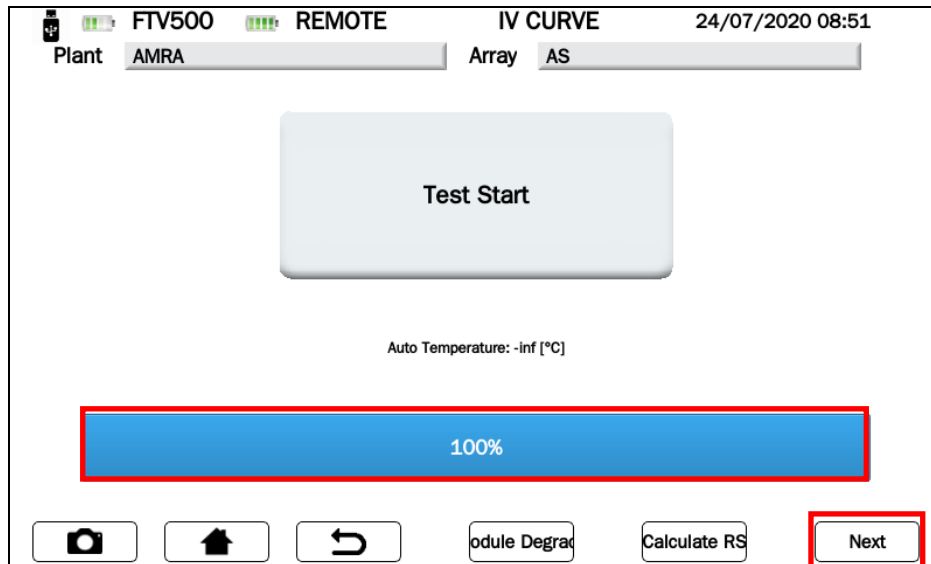 FTV500 REMOTE IV CURVE 24/07/2020 08:51
Plant AMRA Array AS
Test Start
Auto Temperature: -inf [°C]
100%
odule Degrad Calculate RS Next